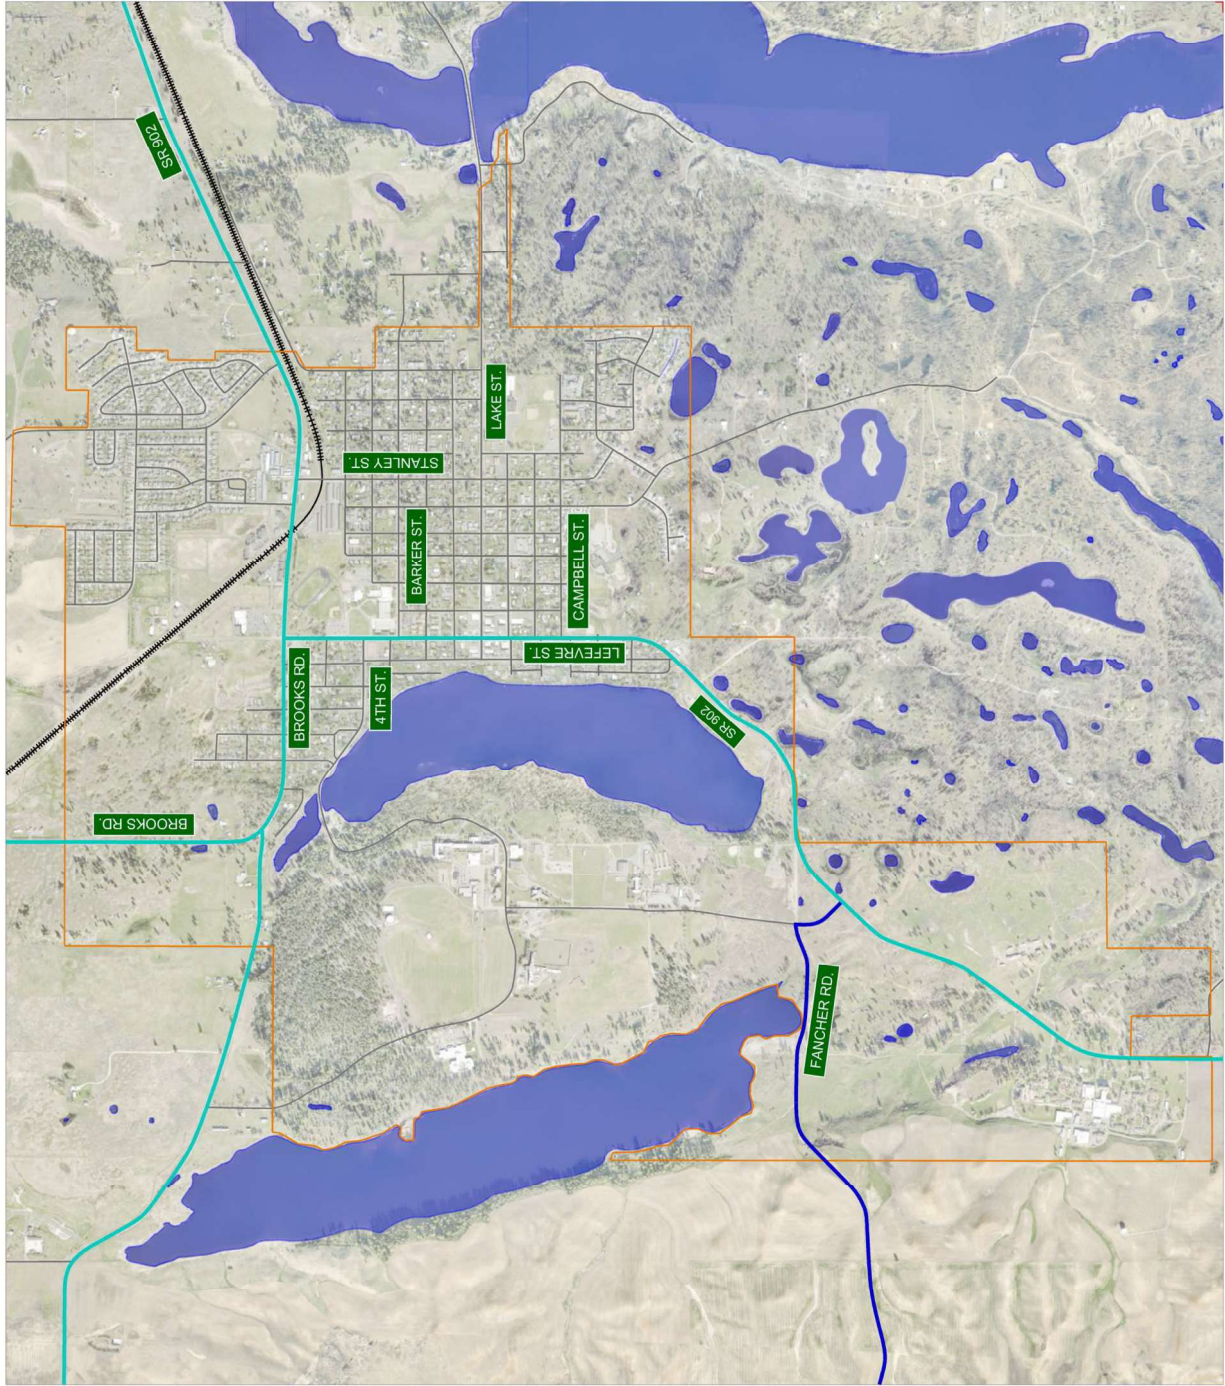 SR 902
LAKE ST.
STANLEY ST.
BARKER ST.
CAMPBELL ST.
LEFEVRE ST.
BROOKS RD.
4TH ST.
SR 902
BROOKS RD.
FANCHER RD.